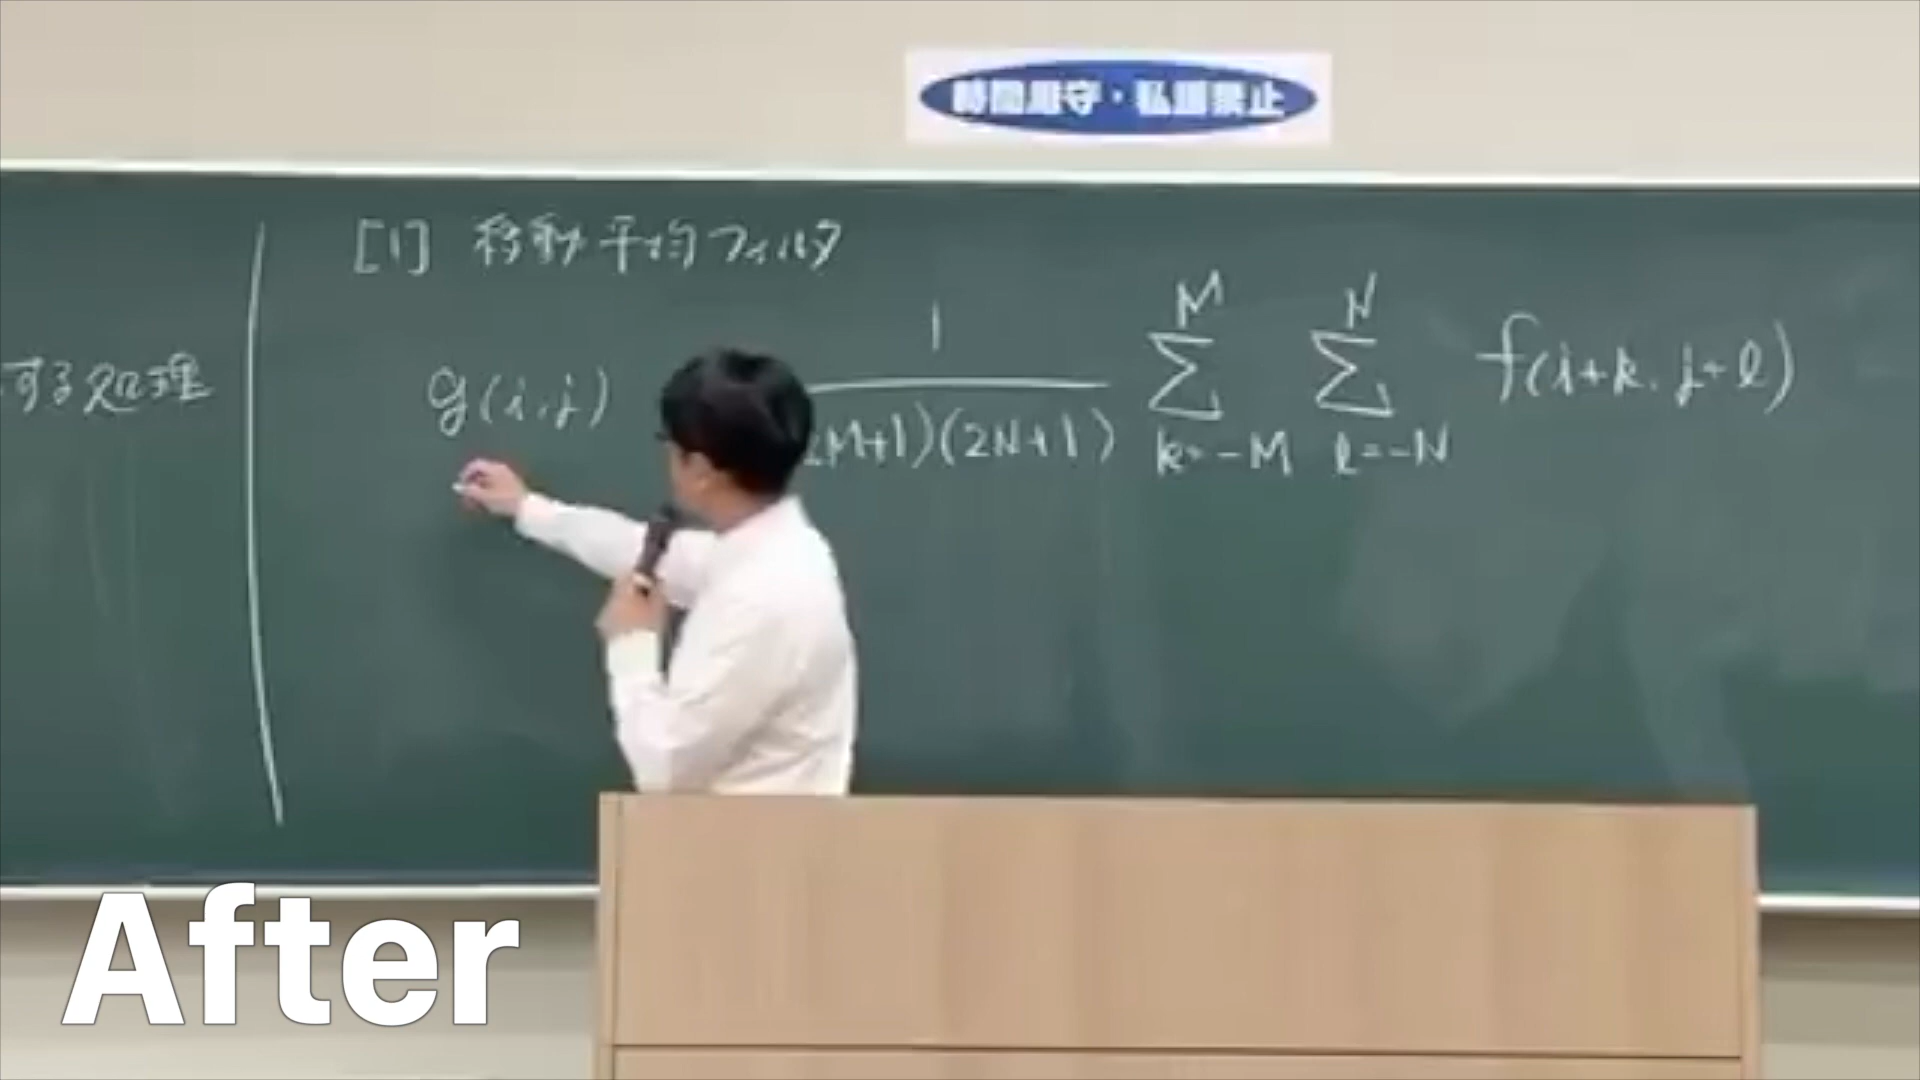 時間厳守・私語禁止
[1] 移動平均フィルタ
する処理
g(i,j)
1
(2M+1)(2N+1)
M
Σ
k=-M
N
Σ
l=-N
f(i+k, j+l)
After